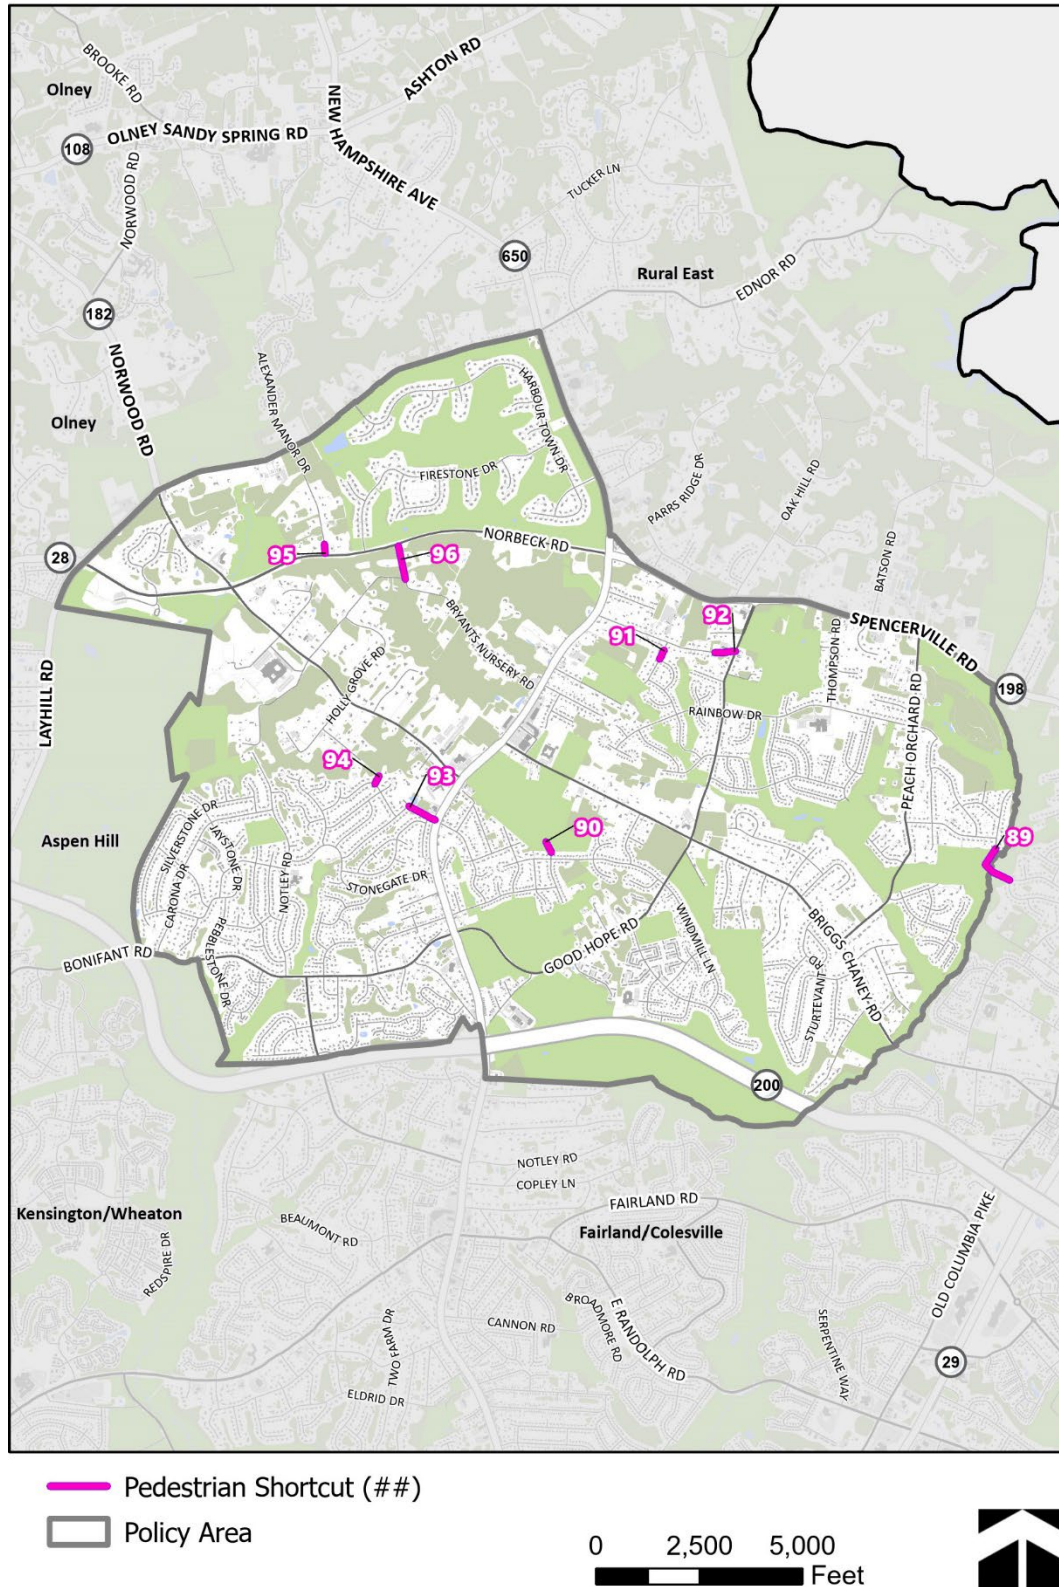 BROOKE RD
Olney
ASHTON RD
NEW HAMPSHIRE AVE
OLNEY SANDY SPRING RD
108
NORWOOD RD
TUCKER LN
650
Rural East
EDNOR RD
182
NORWOOD RD
ALEXANDER MANOR DR
HARBOUR TOWN DR
Olney
FIRESTONE DR
PARRS RIDGE DR
OAK HILL RD
NORBECK RD
95
96
28
BATSON RD
BRYANTS NURSERY RD
92
91
SPENCERVILLE RD
THOMPSON RD
HOLLY GROVE RD
LAYHILL RD
198
RAINBOW DR
PEACH ORCHARD RD
94
93
SILVERSTONE DR
JAYSTONE DR
90
89
Aspen Hill
CARONA DR
NOTLEY RD
STONEGATE DR
WINDMILL LN
BRIGGS CHANEY RD
PEBBLESTONE DR
BONIFANT RD
GOOD HOPE RD
STURTEVANT RD
200
NOTLEY RD
COPLEY LN
FAIRLAND RD
Kensington/Wheaton
BEAUMONT RD
Fairland/Colesville
REDSPIRE DR
OLD COLUMBIA PIKE
BROADMORE RD
E RANDOLPH RD
CANNON RD
TWO FARM DR
SERPENTINE WAY
29
ELDRID DR
Pedestrian Shortcut (##)
Policy Area
0 2,500 5,000
Feet